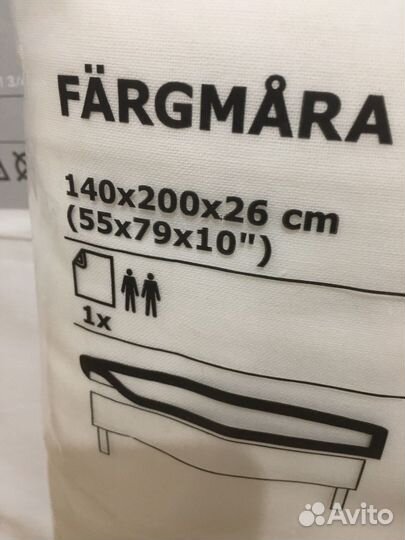 FÄRGMÅRA
140x200x26 cm
(55x79x10")
1x
Avito